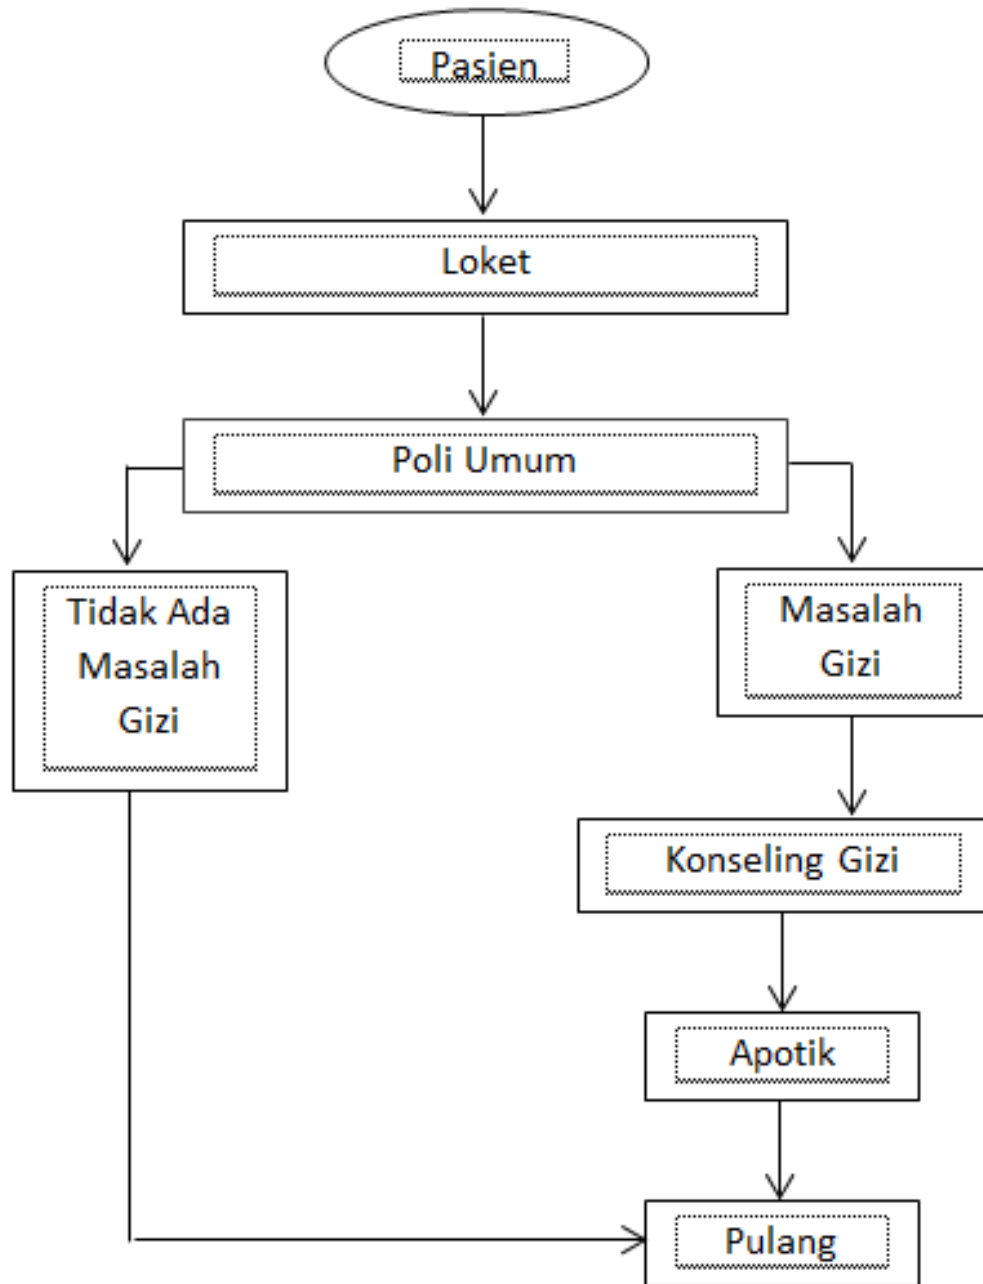 Pasien
Loket
Poli Umum
Tidak Ada
Masalah
Gizi
Masalah
Gizi
Konseling Gizi
Apotik
Pulang